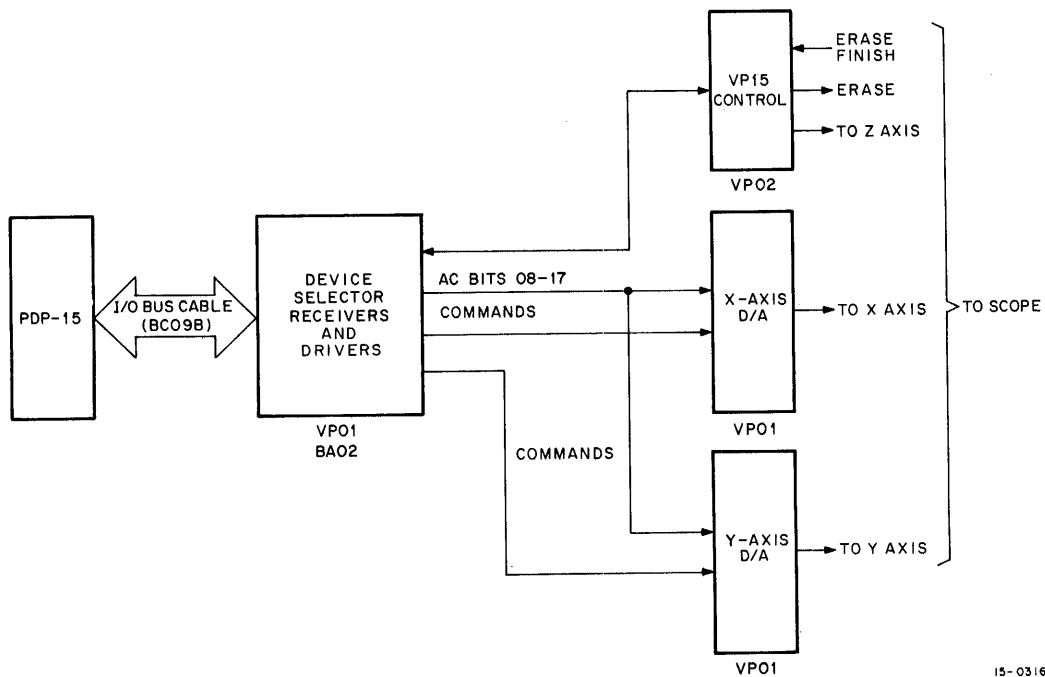 ERASE
FINISH
VP15
CONTROL
ERASE
TO Z AXIS
VP02
PDP-15
I/O BUS CABLE
(BC09B)
DEVICE
SELECTOR
RECEIVERS
AND
DRIVERS
VP01
BA02
AC BITS 08-17
COMMANDS
COMMANDS
X-AXIS
D/A
TO X AXIS
VP01
TO SCOPE
Y-AXIS
D/A
TO Y AXIS
VP01
15-0316